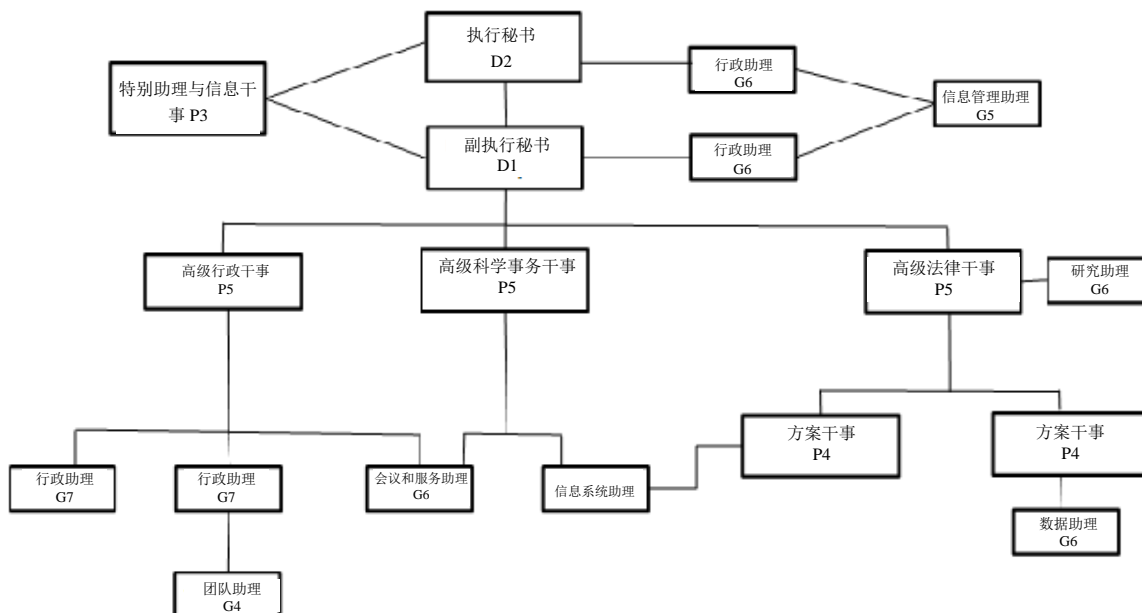 执行秘书
D2
特别助理与信息干
事 P3
行政助理
G6
信息管理助理
G5
副执行秘书
D1
行政助理
G6
高级行政干事
P5
高级科学事务干事
P5
高级法律干事
P5
研究助理
G6
方案干事
P4
方案干事
P4
行政助理
G7
行政助理
G7
会议和服务助理
G6
信息系统助理
数据助理
G6
团队助理
G4